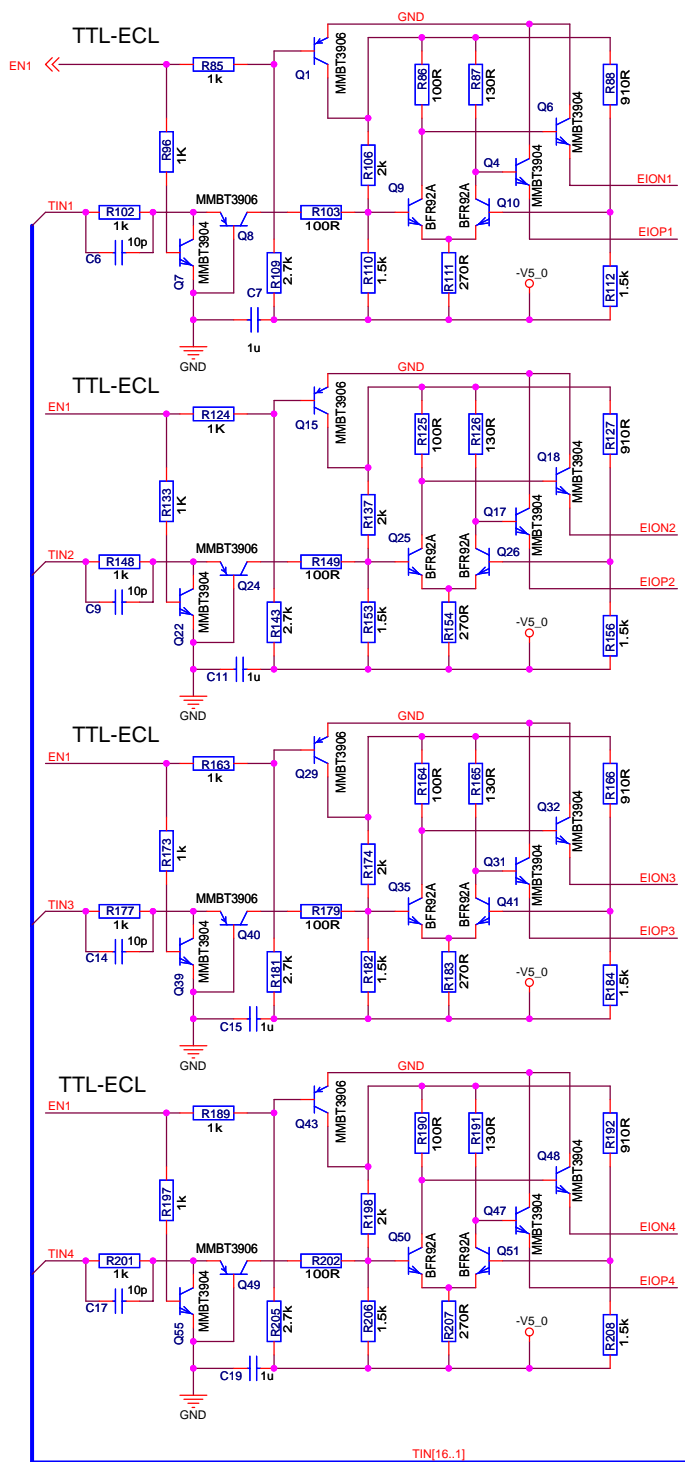 TTL-ECL
GND
EN1
R85
1k
Q1
MMBT3906
R86
100R
R87
130R
R88
910R
Q6
MMBT3904
R96
1K
R106
2k
Q4
MMBT3904
EION1
TIN1
R102
1k
MMBT3906
R103
100R
Q9
BFR92A
BFR92A
Q10
C6
10p
Q7
MMBT3904
Q8
EIOP1
R109
2.7k
R110
1.5k
R111
270R
-V5_0
R112
1.5k
C7
1u
GND
TTL-ECL
GND
EN1
R124
1K
Q15
MMBT3906
R125
100R
R126
130R
R127
910R
Q18
MMBT3904
R133
1K
R137
2k
Q17
MMBT3904
EION2
TIN2
R148
1k
MMBT3906
R149
100R
Q25
BFR92A
BFR92A
Q26
C9
10p
Q22
MMBT3904
Q24
EIOP2
R143
2.7k
R153
1.5k
R154
270R
-V5_0
R156
1.5k
C11
1u
GND
TTL-ECL
GND
EN1
R163
1k
Q29
MMBT3906
R164
100R
R165
130R
R166
910R
Q32
MMBT3904
R173
1k
R174
2k
Q31
MMBT3904
EION3
TIN3
R177
1k
MMBT3906
R179
100R
Q35
BFR92A
BFR92A
Q41
C14
10p
Q39
MMBT3904
Q40
EIOP3
R181
2.7k
R182
1.5k
R183
270R
-V5_0
R184
1.5k
C15
1u
GND
TTL-ECL
GND
EN1
R189
1k
Q43
MMBT3906
R190
100R
R191
130R
R192
910R
Q48
MMBT3904
R197
1k
R198
2k
Q47
MMBT3904
EION4
TIN4
R201
1k
MMBT3906
R202
100R
Q50
BFR92A
BFR92A
Q51
C17
10p
Q55
MMBT3904
Q49
EIOP4
R205
2.7k
R206
1.5k
R207
270R
-V5_0
R208
1.5k
C19
1u
GND
TIN[16..1]